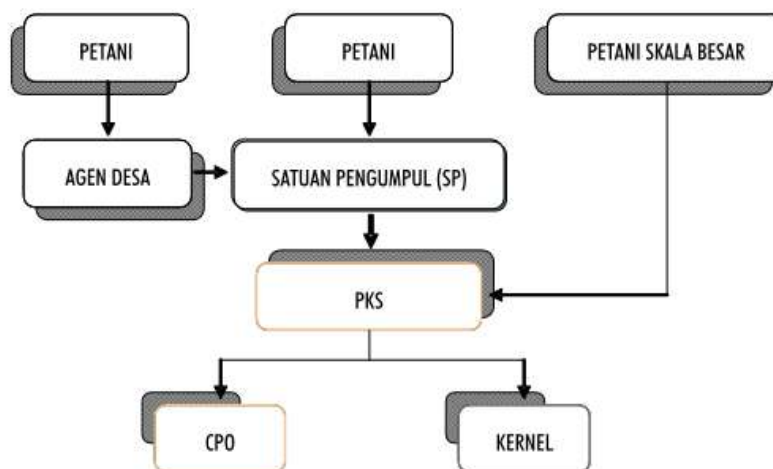 PETANI
PETANI
PETANI SKALA BESAR
AGEN DESA
SATUAN PENGUMPUL (SP)
PKS
CPO
KERNEL